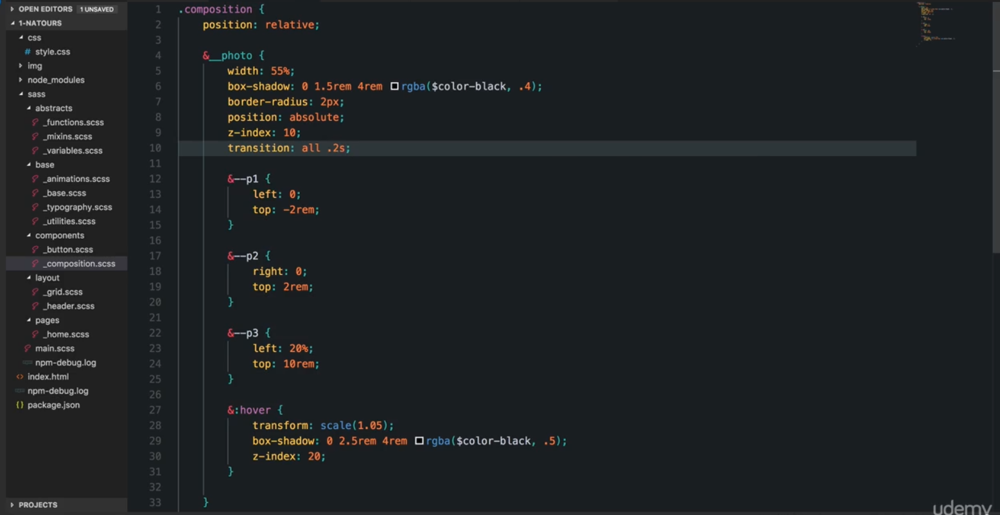 OPEN EDITORS 1 UNSAVED
1-NATOURS
css
# style.css
img
node_modules
sass
abstracts
_functions.scss
_mixins.scss
_variables.scss
base
_animations.scss
_base.scss
_typography.scss
_utilities.scss
components
_button.scss
_composition.scss
layout
_grid.scss
_header.scss
pages
_home.scss
main.scss
npm-debug.log
<> index.html
npm-debug.log
{} package.json
PROJECTS
1 .composition {
2 position: relative;
3
4 &__photo {
5 width: 55%;
6 box-shadow: 0 1.5rem 4rem rgba($color-black, .4);
7 border-radius: 2px;
8 position: absolute;
9 z-index: 10;
10 transition: all .2s;
11
12 &--p1 {
13 left: 0;
14 top: -2rem;
15 }
16
17 &--p2 {
18 right: 0;
19 top: 2rem;
20 }
21
22 &--p3 {
23 left: 20%;
24 top: 10rem;
25 }
26
27 &:hover {
28 transform: scale(1.05);
29 box-shadow: 0 2.5rem 4rem rgba($color-black, .5);
30 z-index: 20;
31 }
32
33 }
udemy